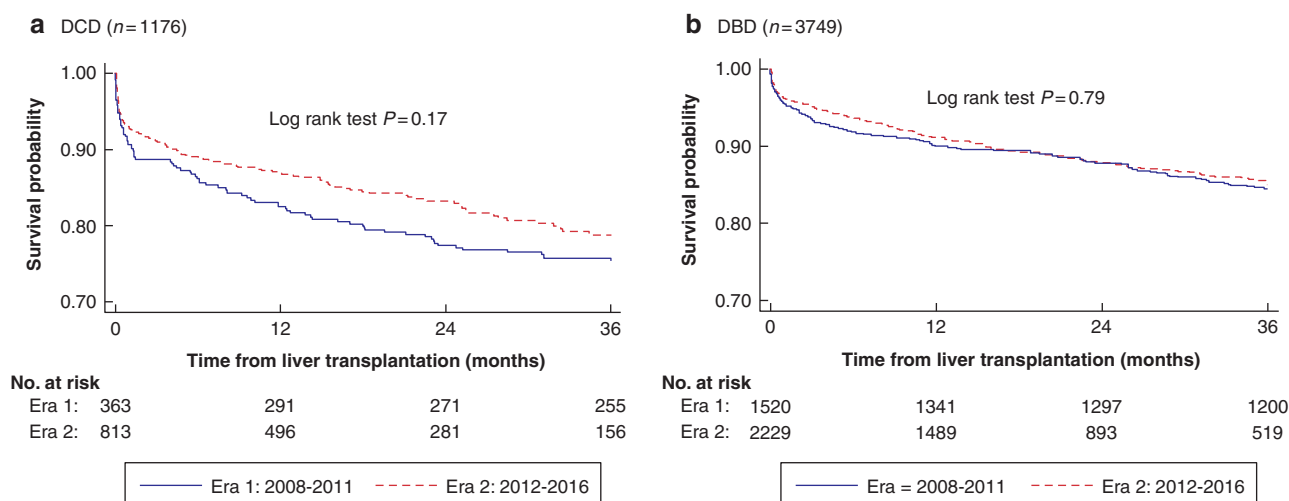 a DCD (n=1176)
1.00
0.90
0.80
0.70
Survival probability
Log rank test P=0.17
0 12 24 36
Time from liver transplantation (months)
No. at risk
Era 1: 363 291 271 255
Era 2: 813 496 281 156
Era 1: 2008-2011 Era 2: 2012-2016
b DBD (n=3749)
1.00
0.90
0.80
0.70
Survival probability
Log rank test P=0.79
0 12 24 36
Time from liver transplantation (months)
No. at risk
Era 1: 1520 1341 1297 1200
Era 2: 2229 1489 893 519
Era = 2008-2011 Era 2: 2012-2016